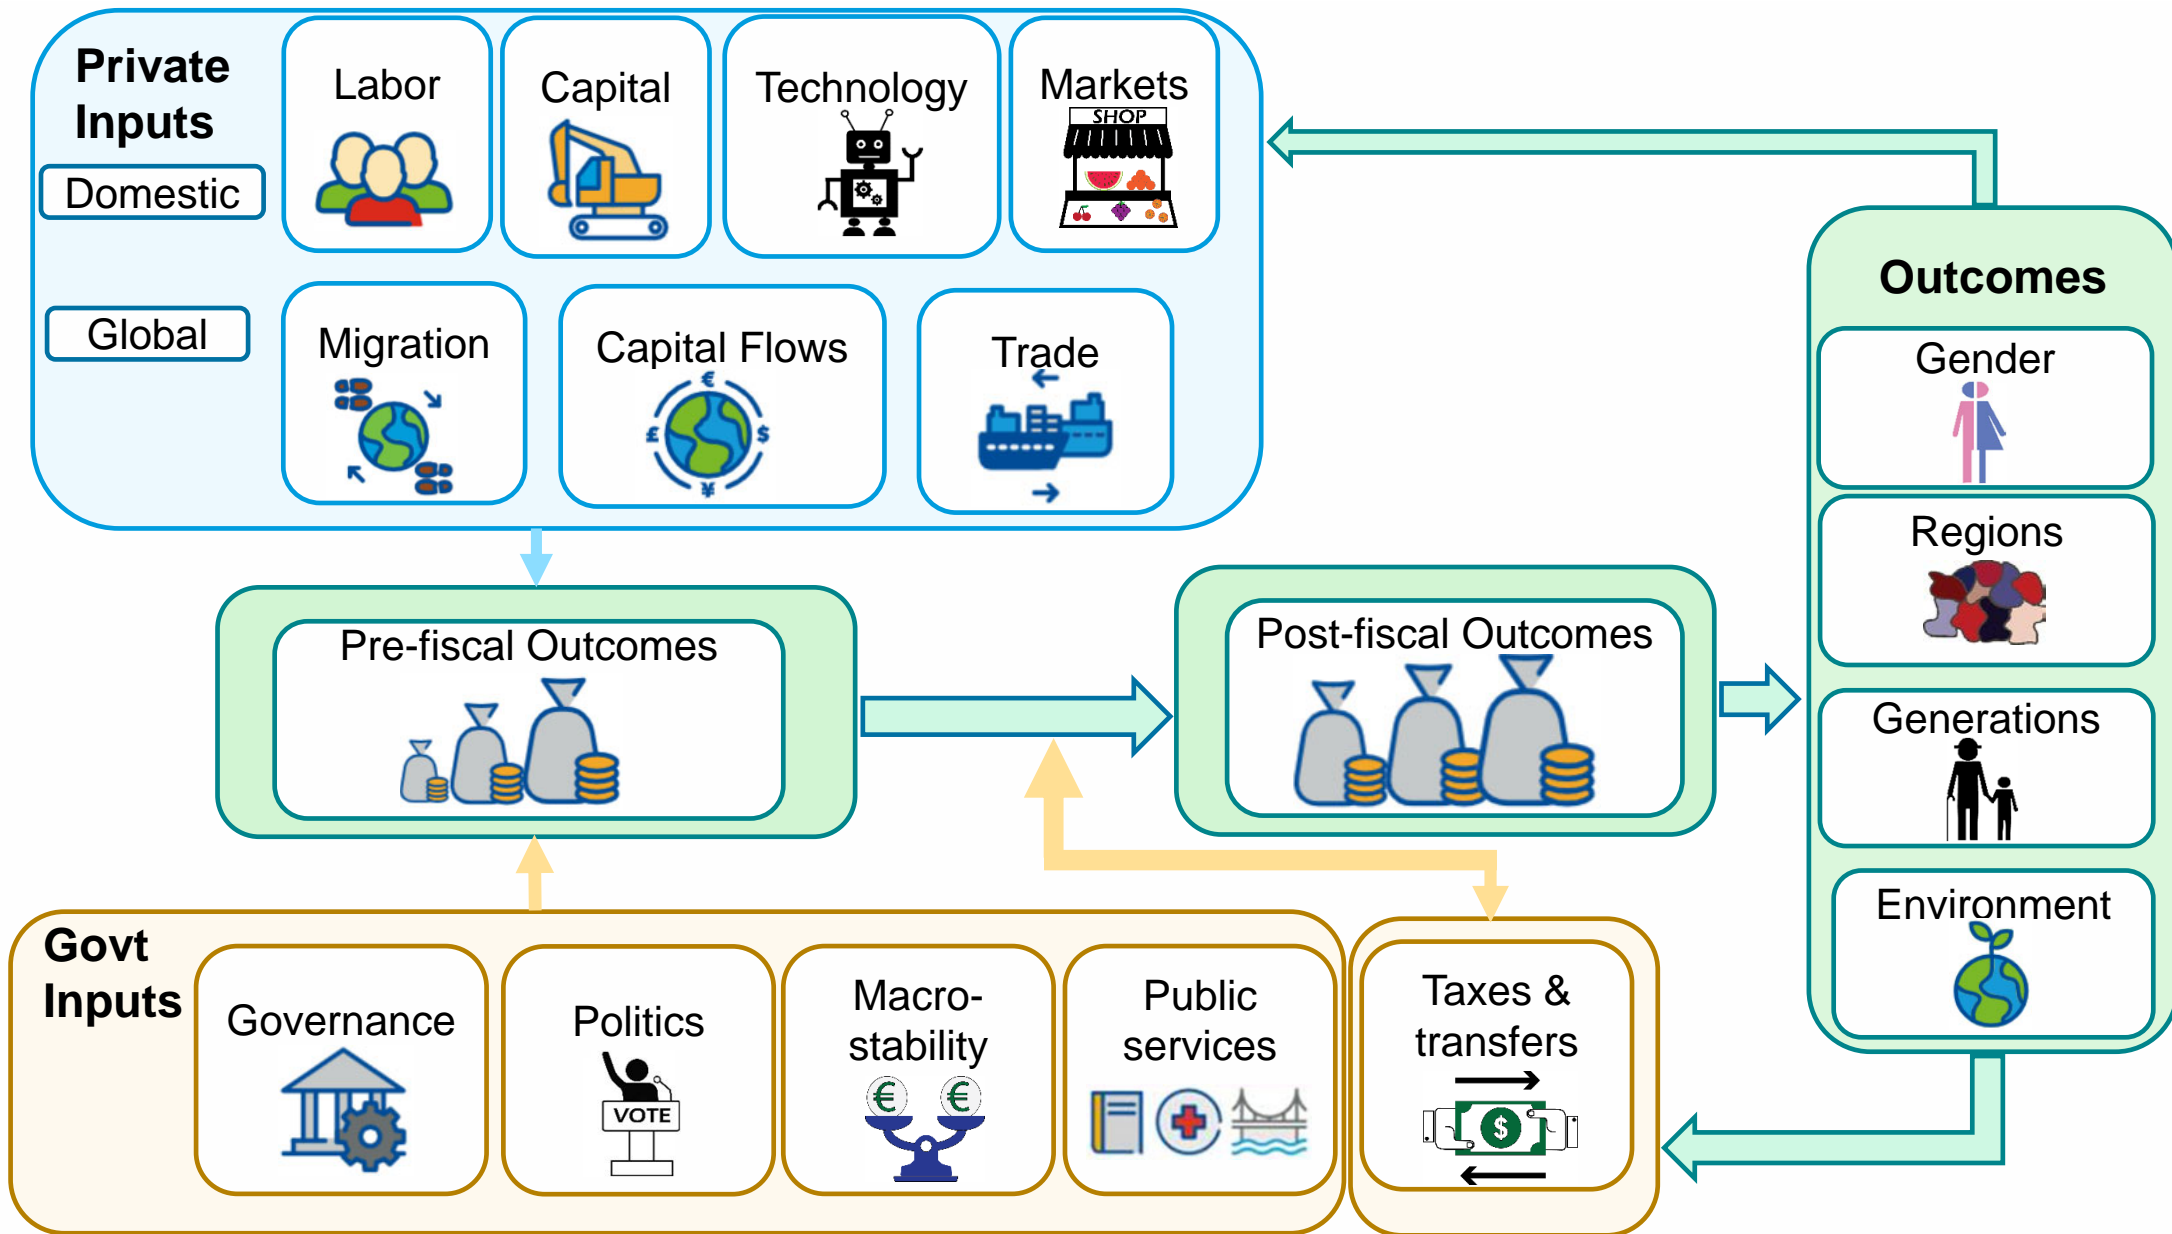 Private
Inputs
Domestic
Labor
Capital
Technology
Markets
SHOP
Global
Migration
Capital Flows
€
£
$
¥
Trade
Outcomes
Gender
Regions
Generations
Environment
Pre-fiscal Outcomes
Post-fiscal Outcomes
Govt
Inputs
Governance
Politics
VOTE
Macro-
stability
€ €
Public
services
Taxes &
transfers
$